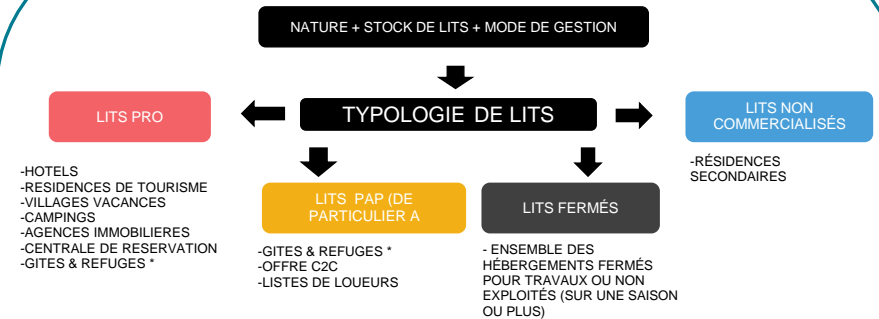 NATURE + STOCK DE LITS + MODE DE GESTION
TYPOLOGIE DE LITS
LITS PRO
-HOTELS
-RESIDENCES DE TOURISME
-VILLAGES VACANCES
-CAMPINGS
-AGENCES IMMOBILIERES
-CENTRALE DE RESERVATION
-GITES & REFUGES *
LITS PAP (DE
PARTICULIER A
-GITES & REFUGES *
-OFFRE C2C
-LISTES DE LOUEURS
LITS FERMÉS
- ENSEMBLE DES
HÉBERGEMENTS FERMÉS
POUR TRAVAUX OU NON
EXPLOITÉS (SUR UNE SAISON
OU PLUS)
LITS NON
COMMERCIALISÉS
-RÉSIDENCES
SECONDAIRES